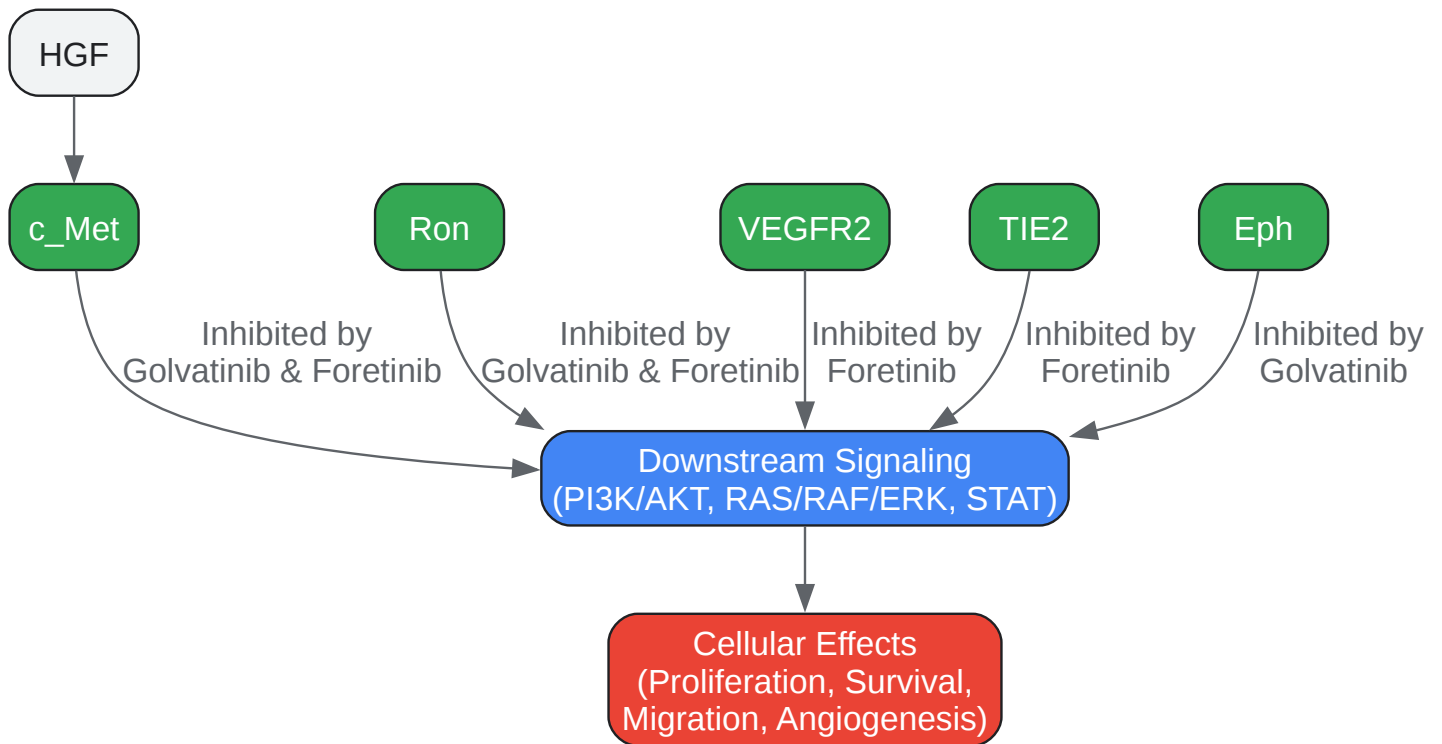 HGF
c_Met
Ron
VEGFR2
TIE2
Eph
Inhibited by
Golvatinib & Foretinib
Inhibited by
Golvatinib & Foretinib
Inhibited by
Foretinib
Inhibited by
Foretinib
Inhibited by
Golvatinib
Downstream Signaling
(PI3K/AKT, RAS/RAF/ERK, STAT)
Cellular Effects
(Proliferation, Survival,
Migration, Angiogenesis)